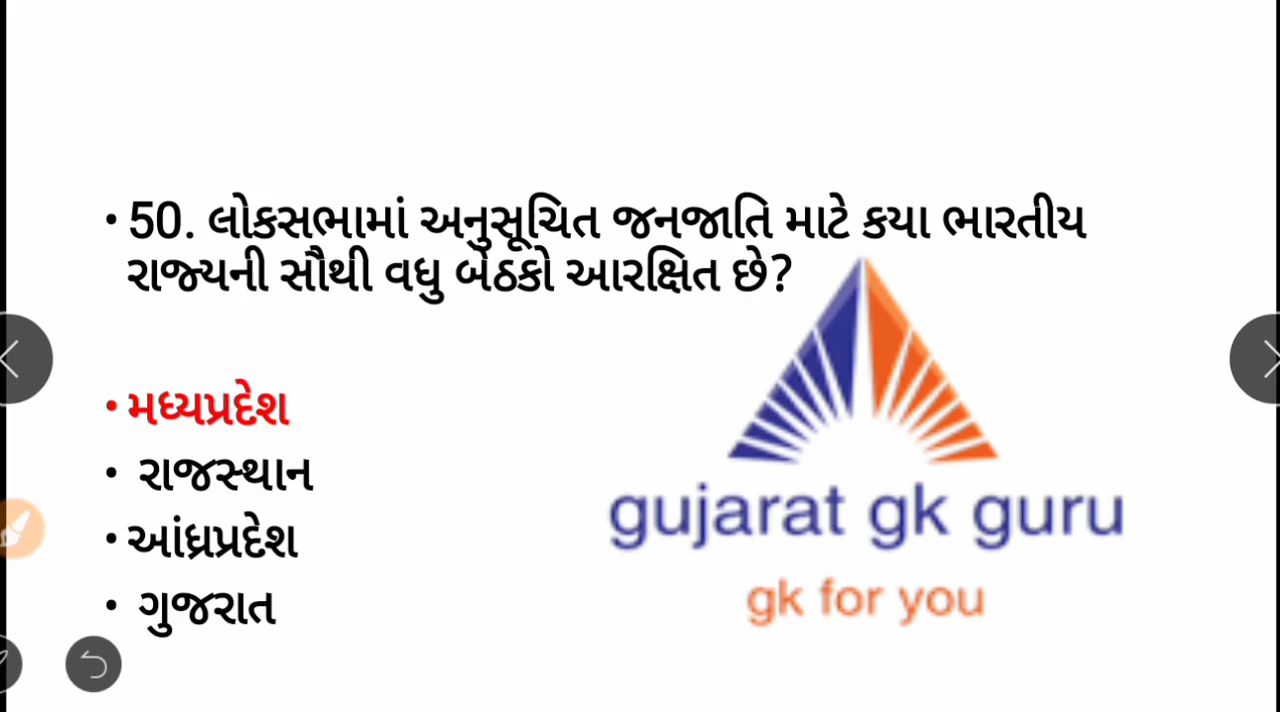 • 50. લોકસભામાં અનુસૂચિત જનજાતિ માટે કયા ભારતીય
રાજ્યની સૌથી વધુ બેઠકો આરક્ષિત છે?
• મધ્યપ્રદેશ
• રાજસ્થાન
• આંધ્રપ્રદેશ
• ગુજરાત
gujarat gk guru
gk for you